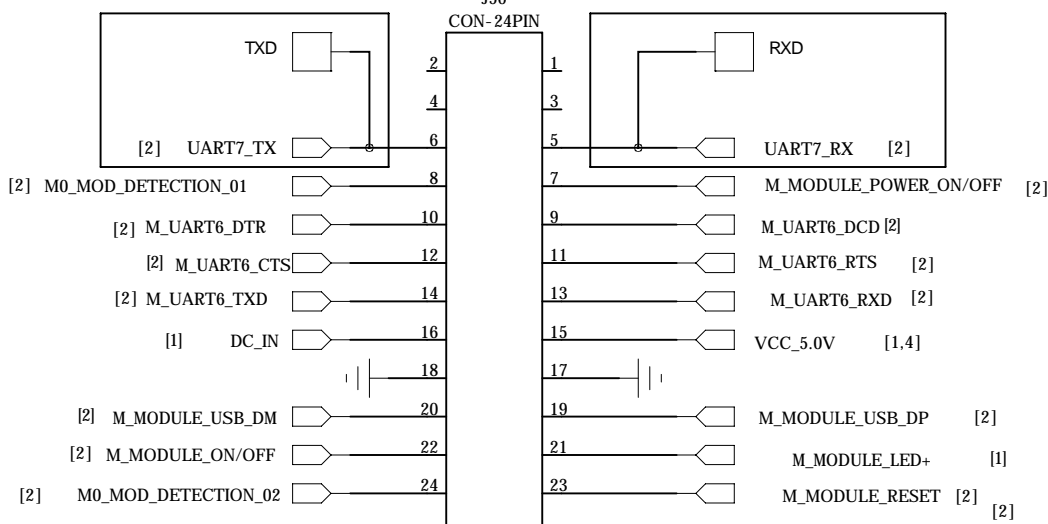 CON-24PIN
TXD
RXD
2 1
4 3
[2] UART7_TX 6 5 UART7_RX [2]
[2] M0_MOD_DETECTION_01 8 7 M_MODULE_POWER_ON/OFF [2]
[2] M_UART6_DTR 10 9 M_UART6_DCD [2]
[2] M_UART6_CTS 12 11 M_UART6_RTS [2]
[2] M_UART6_TXD 14 13 M_UART6_RXD [2]
[1] DC_IN 16 15 VCC_5.0V [1,4]
18 17
[2] M_MODULE_USB_DM 20 19 M_MODULE_USB_DP [2]
[2] M_MODULE_ON/OFF 22 21 M_MODULE_LED+ [1]
[2] M0_MOD_DETECTION_02 24 23 M_MODULE_RESET [2]
[2]